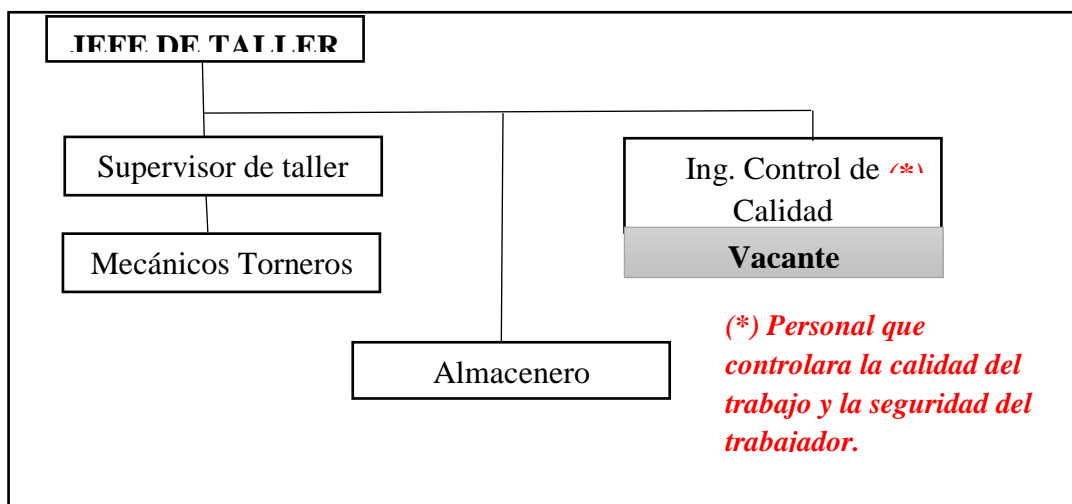 JEFE DE TALLER
Supervisor de taller
Mecánicos Torneros
Almacenero
Ing. Control de (*)
Calidad
Vacante
(*) Personal que
controlara la calidad del
trabajo y la seguridad del
trabajador.